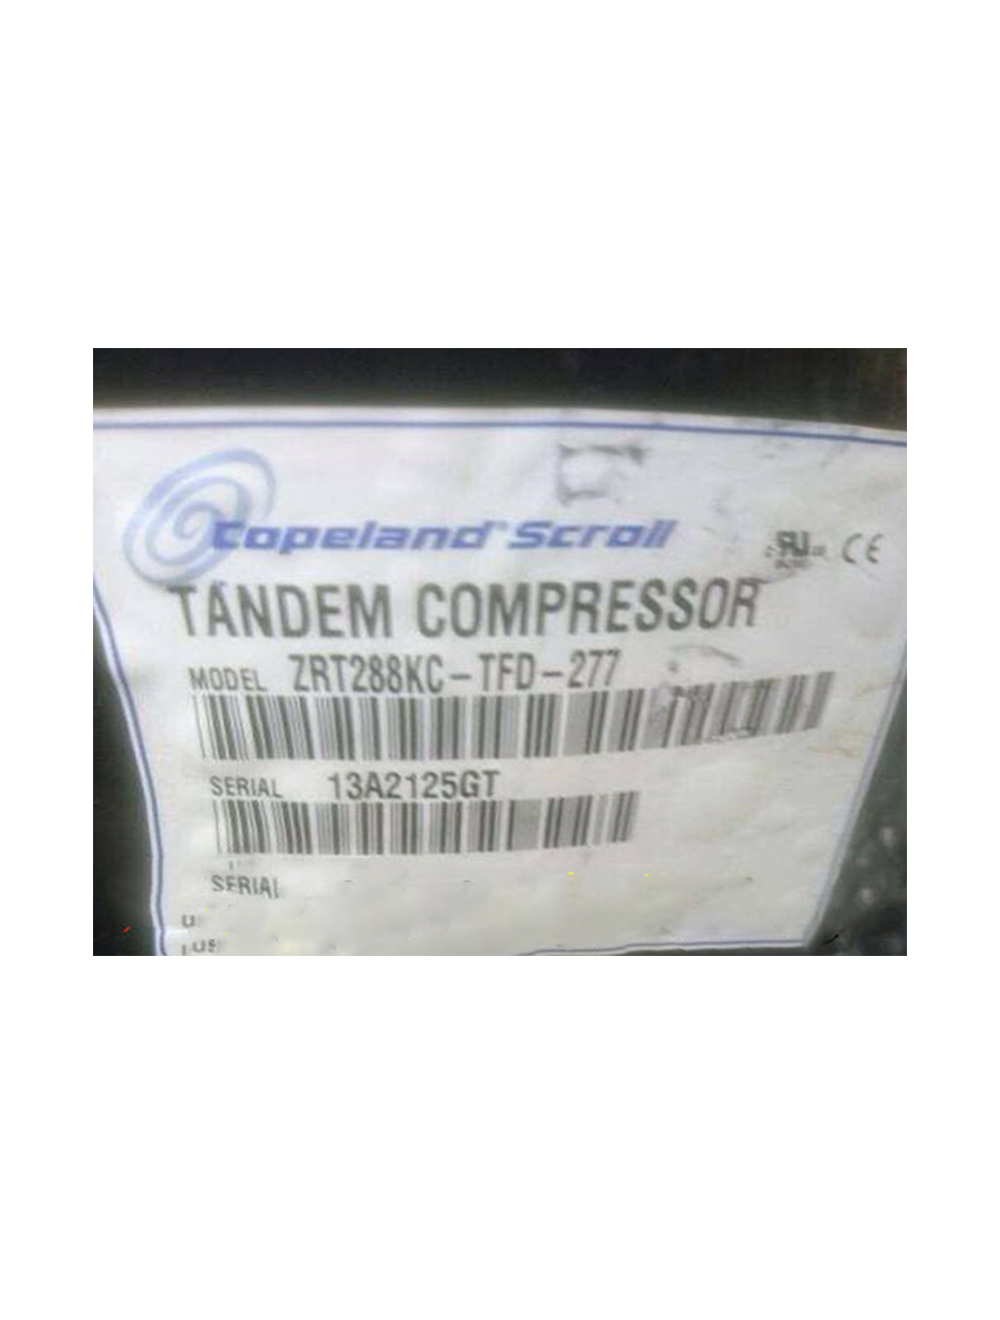 Copeland Scroll
TANDEM COMPRESSOR
MODEL ZRT288KC-TFD-277
SERIAL 13A2125GT
SERIAL